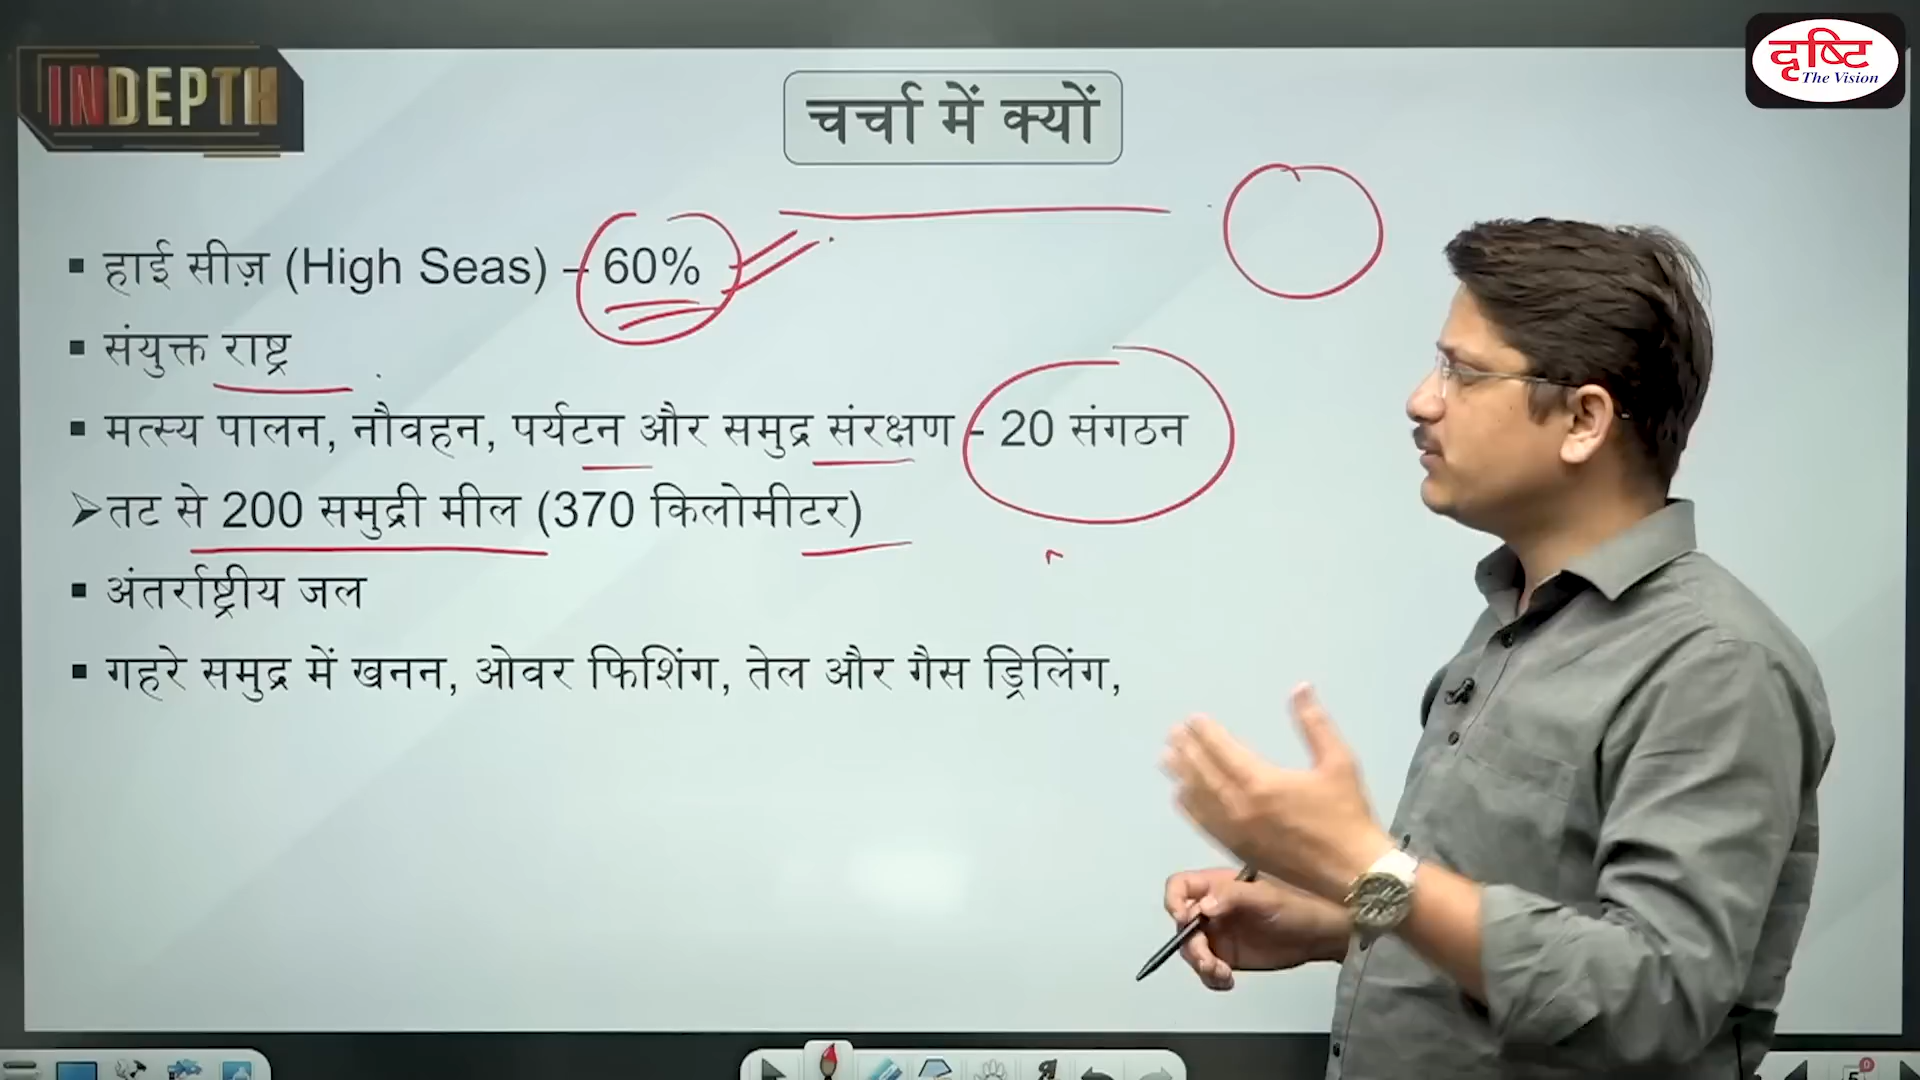 INDEPTH
दृष्टि
The Vision
चर्चा में क्यों
▪ हाई सीज़ (High Seas) – 60%
▪ संयुक्त राष्ट्र
▪ मत्स्य पालन, नौवहन, पर्यटन और समुद्र संरक्षण - 20 संगठन
➢ तट से 200 समुद्री मील (370 किलोमीटर)
▪ अंतर्राष्ट्रीय जल
▪ गहरे समुद्र में खनन, ओवर फिशिंग, तेल और गैस ड्रिलिंग,